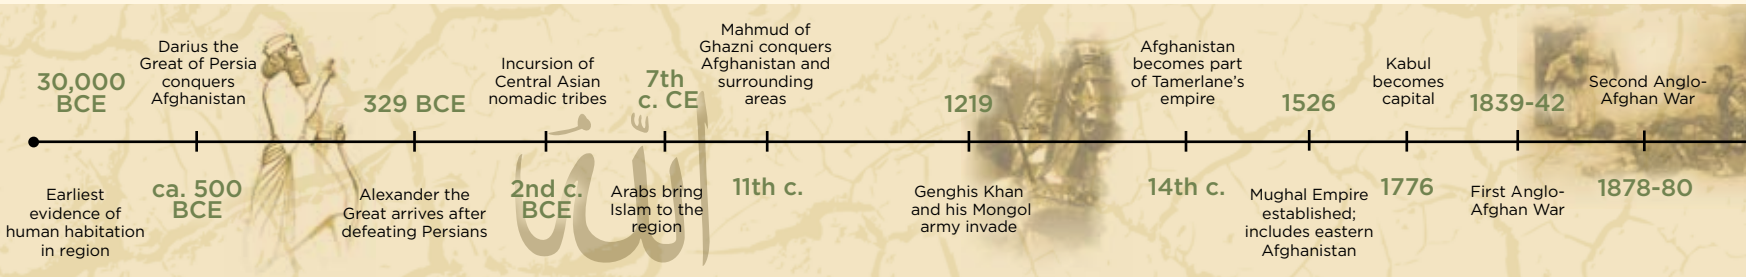 30,000
BCE
Earliest
evidence of
human habitation
in region
Darius the
Great of Persia
conquers
Afghanistan
ca. 500
BCE
329 BCE
Alexander the
Great arrives after
defeating Persians
Incursion of
Central Asian
nomadic tribes
2nd c.
BCE
7th
c. CE
Arabs bring
Islam to the
region
الله
Mahmud of
Ghazni conquers
Afghanistan and
surrounding
areas
11th c.
1219
Genghis Khan
and his Mongol
army invade
Afghanistan
becomes part
of Tamerlane's
empire
14th c.
1526
Mughal Empire
established;
includes eastern
Afghanistan
Kabul
becomes
capital
1776
1839-42
First Anglo-
Afghan War
Second Anglo-
Afghan War
1878-80